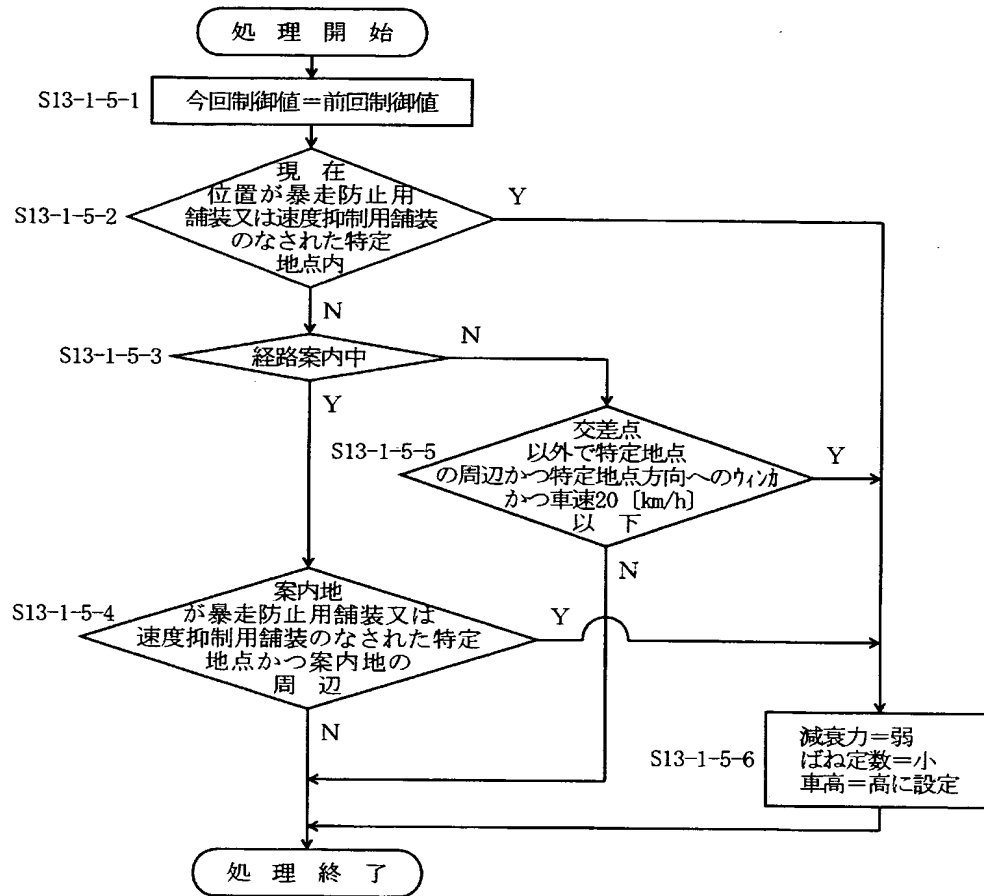 処理開始
S13-1-5-1
今回制御値＝前回制御値
S13-1-5-2
現在
位置が暴走防止用
舗装又は速度抑制用舗装
のなされた特定
地点内
Y
N
S13-1-5-3
経路案内中
N
Y
S13-1-5-5
交差点
以外で特定地点
の周辺かつ特定地点方向へのｳｨﾝｶ
かつ車速20〔km/h〕
以下
Y
N
S13-1-5-4
案内地
が暴走防止用舗装又は
速度抑制用舗装のなされた特定
地点かつ案内地の
周辺
Y
N
S13-1-5-6
減衰力＝弱
ばね定数＝小
車高＝高に設定
処理終了